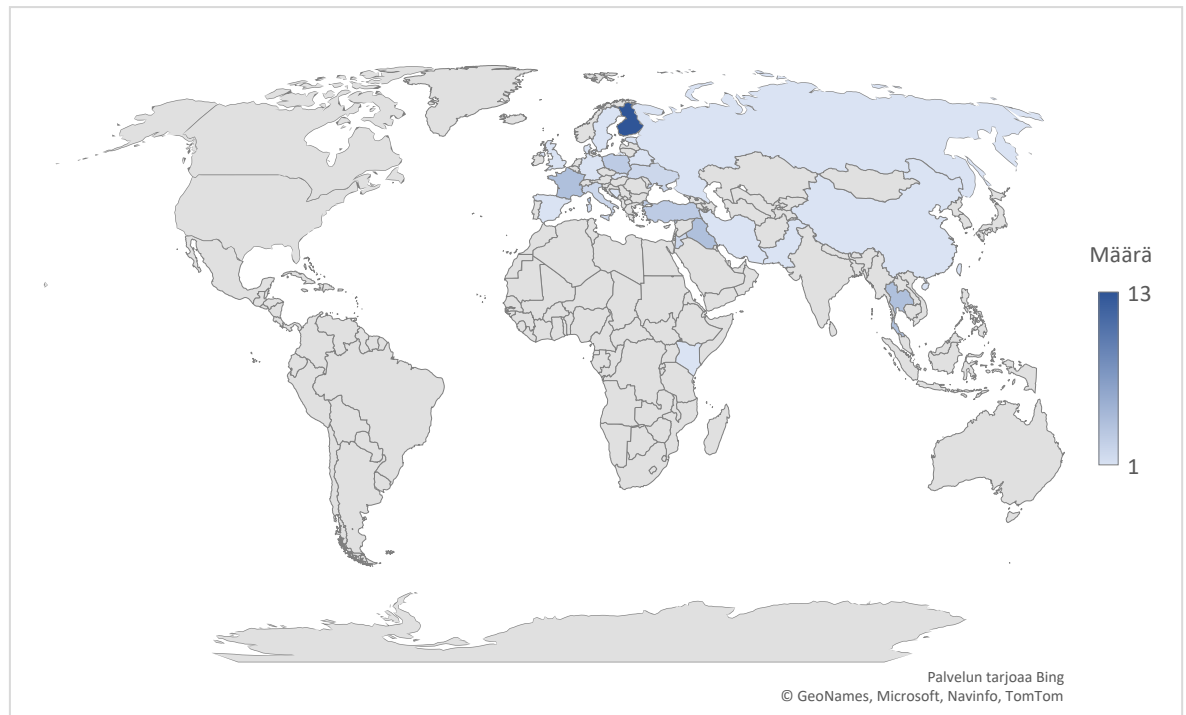 Määrä
13
1
Palvelun tarjoaa Bing
© GeoNames, Microsoft, Navinfo, TomTom